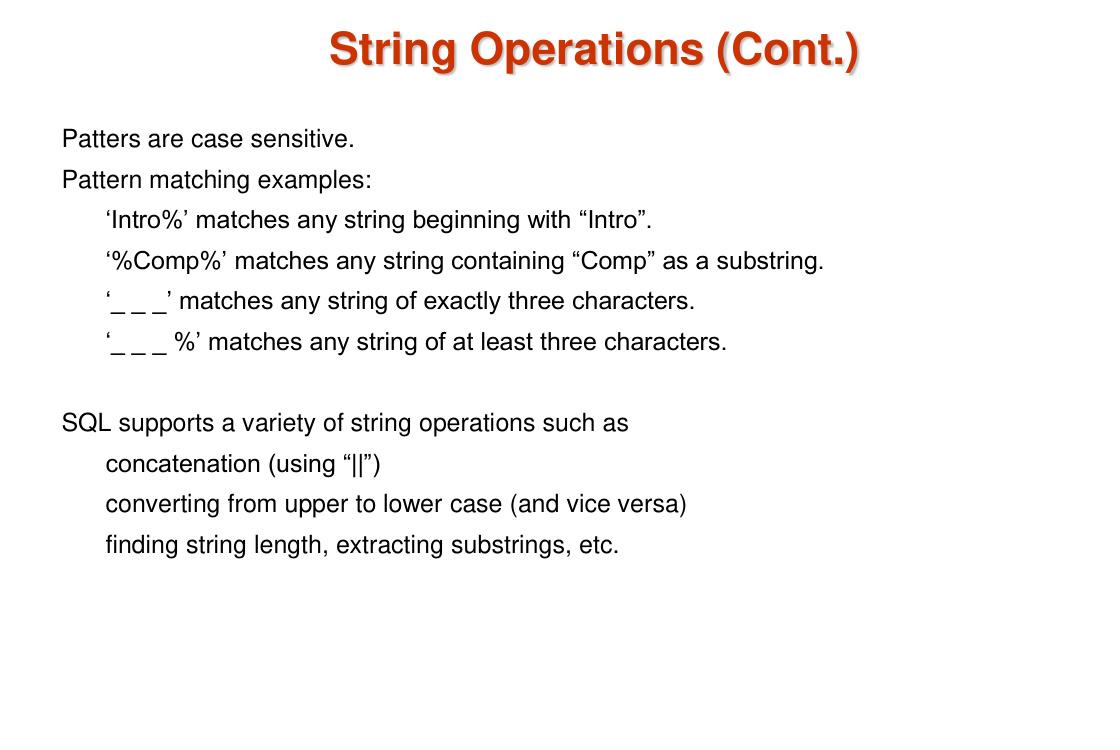 String Operations (Cont.)
Patters are case sensitive.
Pattern matching examples:
‘Intro%’ matches any string beginning with “Intro”.
‘%Comp%’ matches any string containing “Comp” as a substring.
‘_ _ _’ matches any string of exactly three characters.
‘_ _ _ %’ matches any string of at least three characters.
SQL supports a variety of string operations such as
concatenation (using “||”)
converting from upper to lower case (and vice versa)
finding string length, extracting substrings, etc.